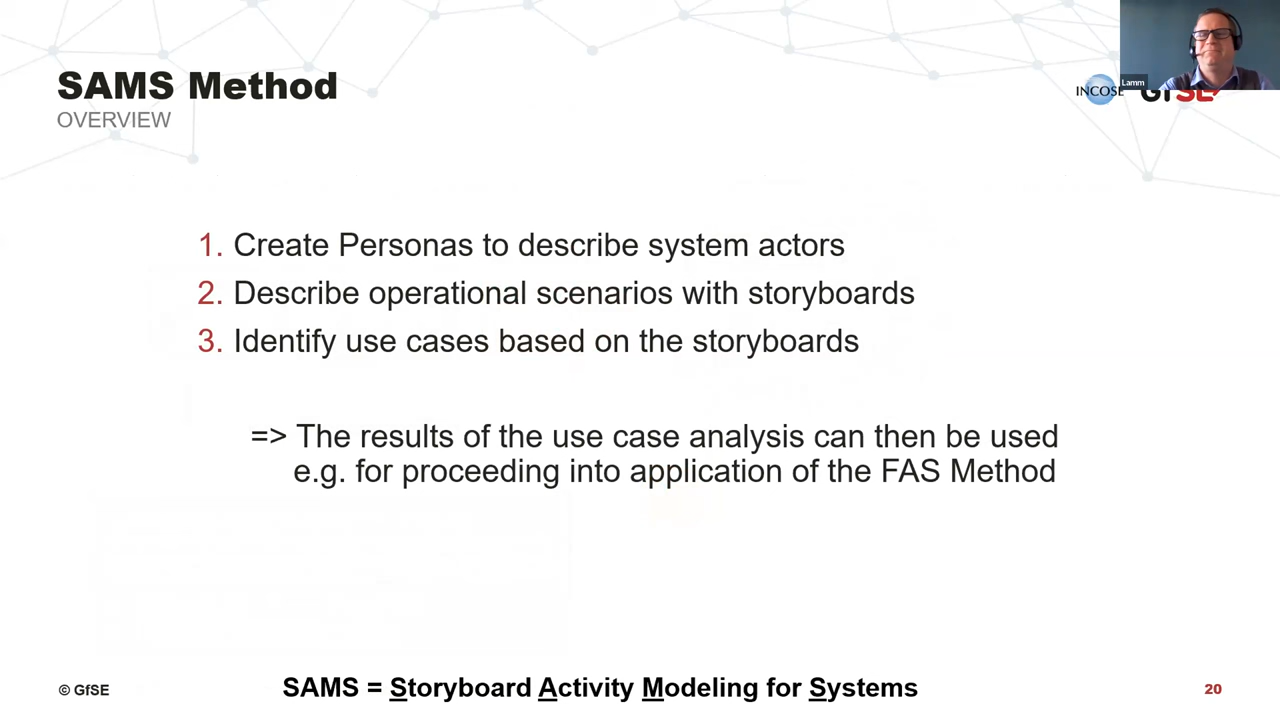 SAMS Method
OVERVIEW
INCOSE
GfSE
Lamm
1. Create Personas to describe system actors
2. Describe operational scenarios with storyboards
3. Identify use cases based on the storyboards
=> The results of the use case analysis can then be used
e.g. for proceeding into application of the FAS Method
© GfSE
SAMS = Storyboard Activity Modeling for Systems
20